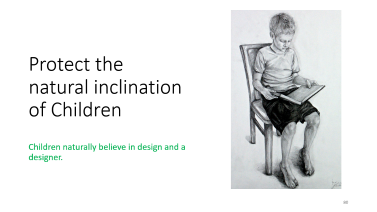 Protect the
natural inclination
of Children
Children naturally believe in design and a
designer.